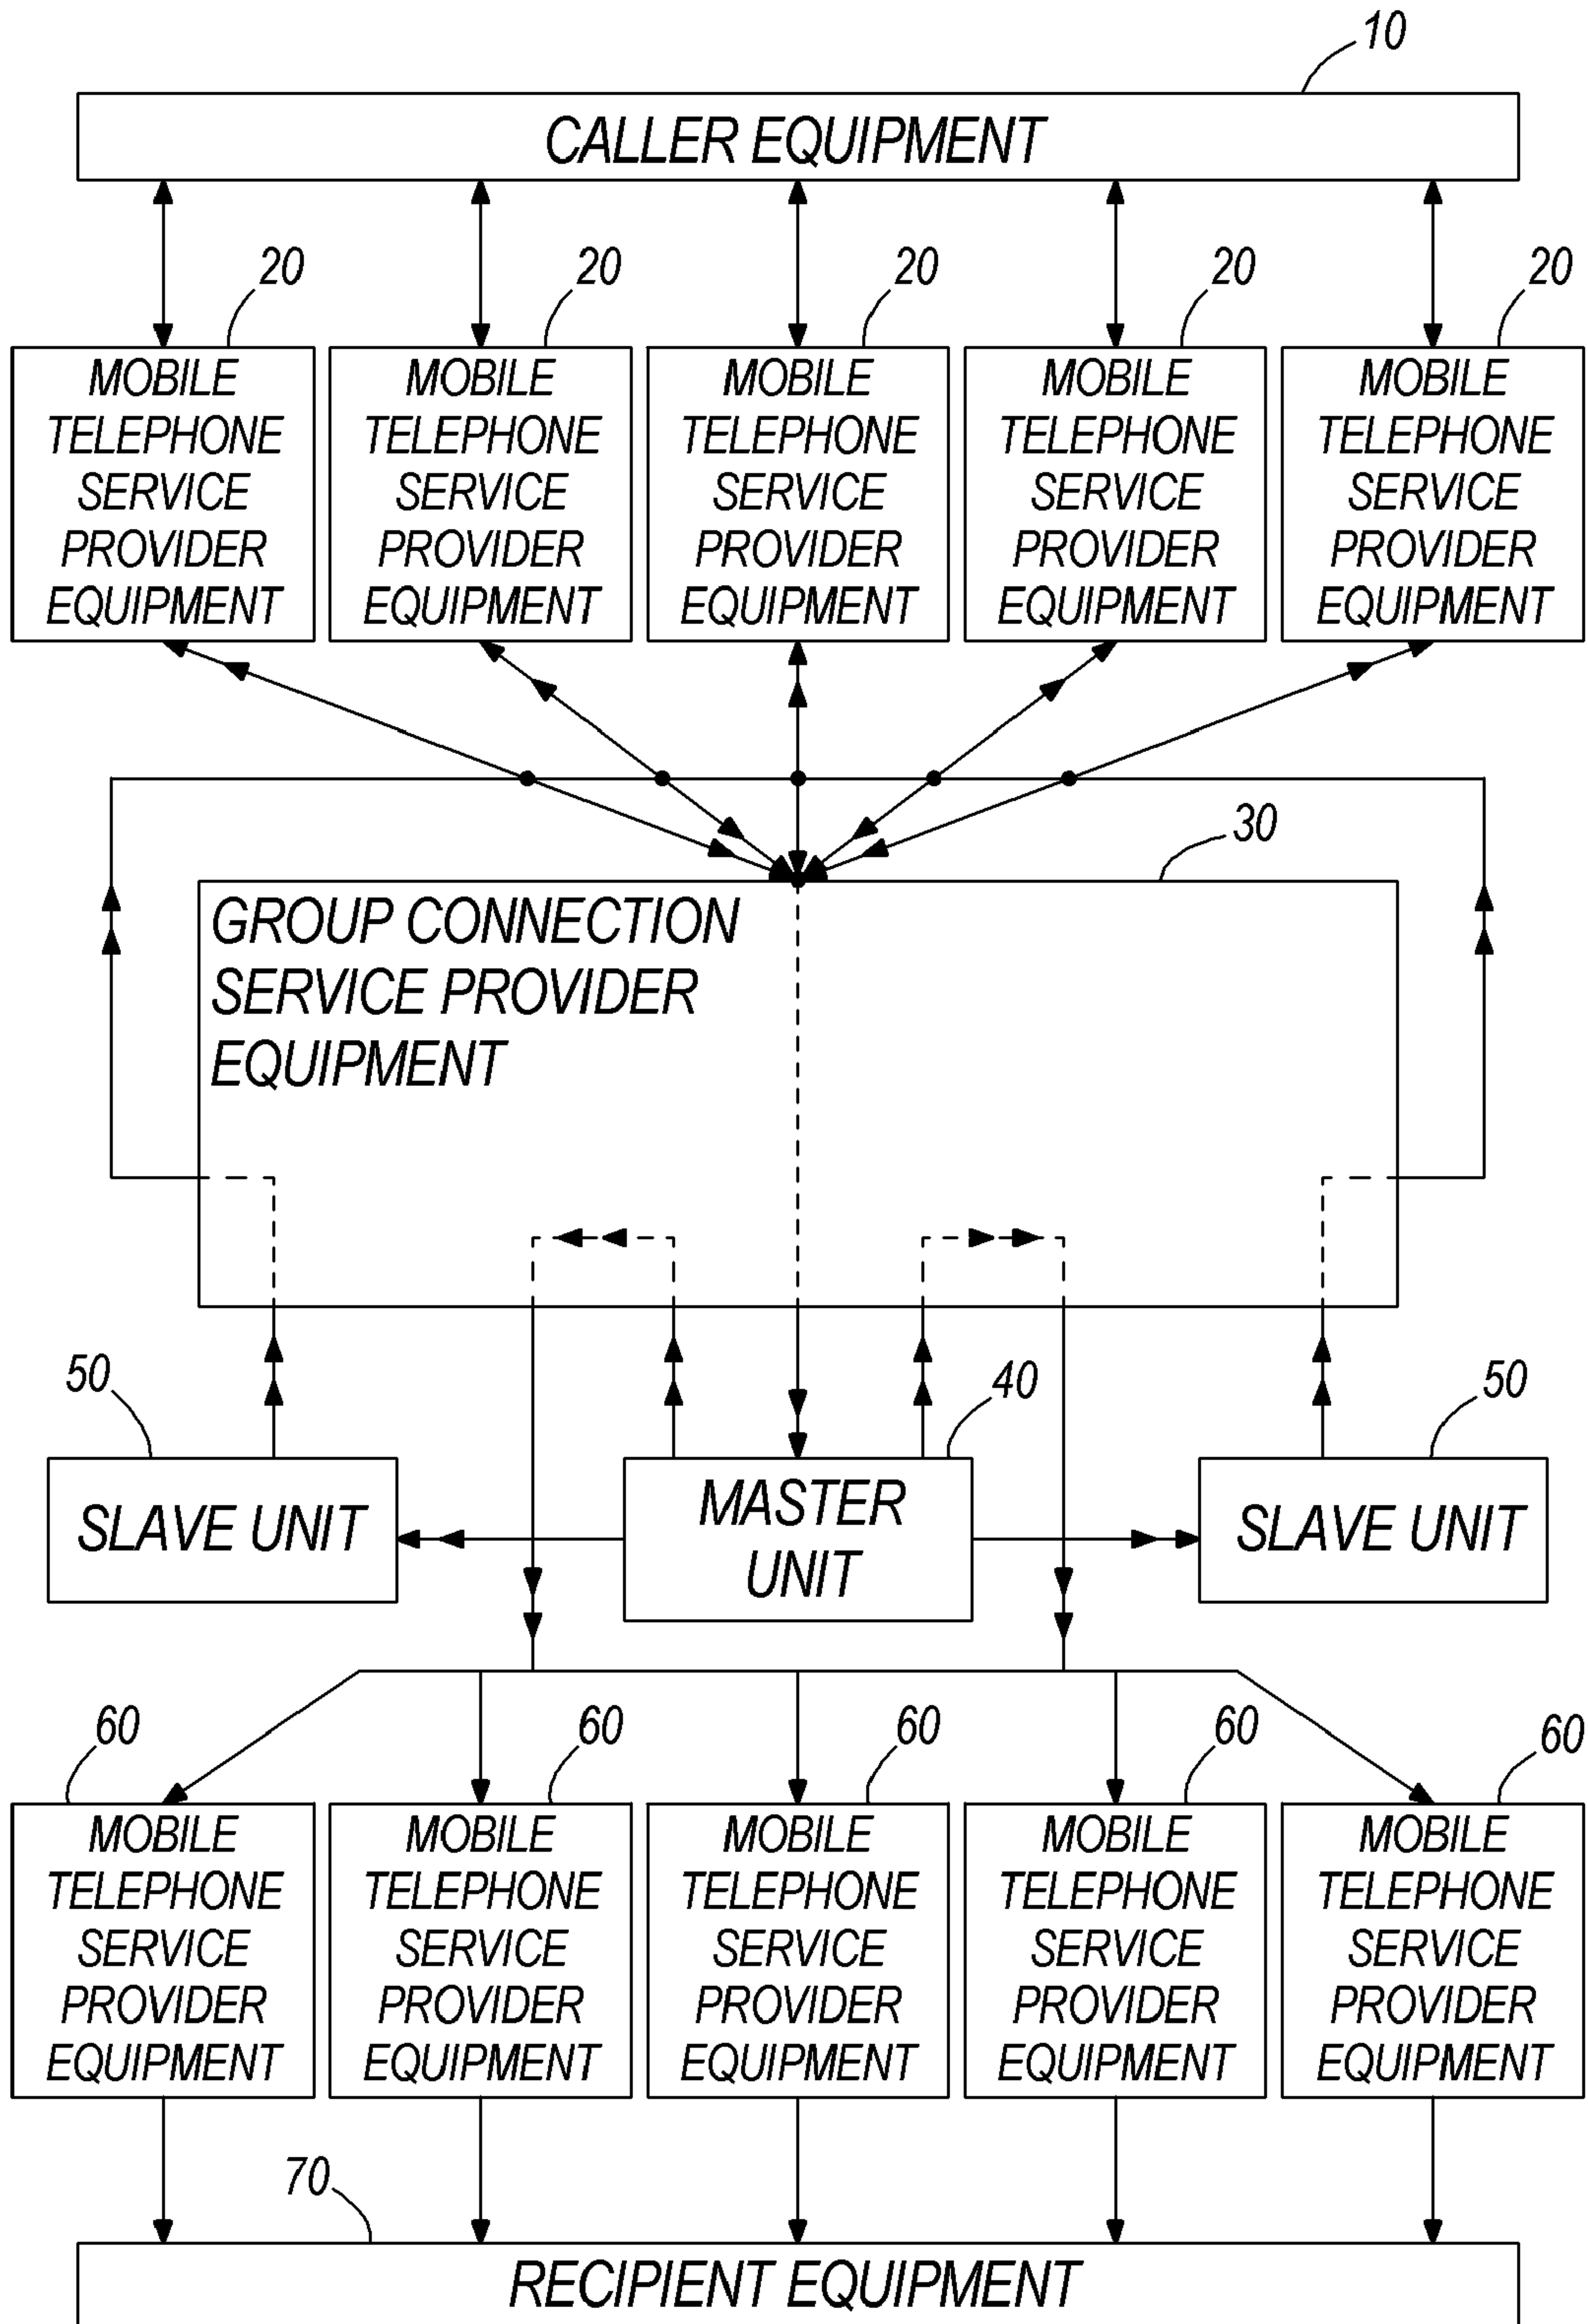 10
CALLER EQUIPMENT
20 20 20 20 20
MOBILE
TELEPHONE
SERVICE
PROVIDER
EQUIPMENT
MOBILE
TELEPHONE
SERVICE
PROVIDER
EQUIPMENT
MOBILE
TELEPHONE
SERVICE
PROVIDER
EQUIPMENT
MOBILE
TELEPHONE
SERVICE
PROVIDER
EQUIPMENT
MOBILE
TELEPHONE
SERVICE
PROVIDER
EQUIPMENT
30
GROUP CONNECTION
SERVICE PROVIDER
EQUIPMENT
50
40
50
SLAVE UNIT
MASTER
UNIT
SLAVE UNIT
60 60 60 60 60
MOBILE
TELEPHONE
SERVICE
PROVIDER
EQUIPMENT
MOBILE
TELEPHONE
SERVICE
PROVIDER
EQUIPMENT
MOBILE
TELEPHONE
SERVICE
PROVIDER
EQUIPMENT
MOBILE
TELEPHONE
SERVICE
PROVIDER
EQUIPMENT
MOBILE
TELEPHONE
SERVICE
PROVIDER
EQUIPMENT
70
RECIPIENT EQUIPMENT